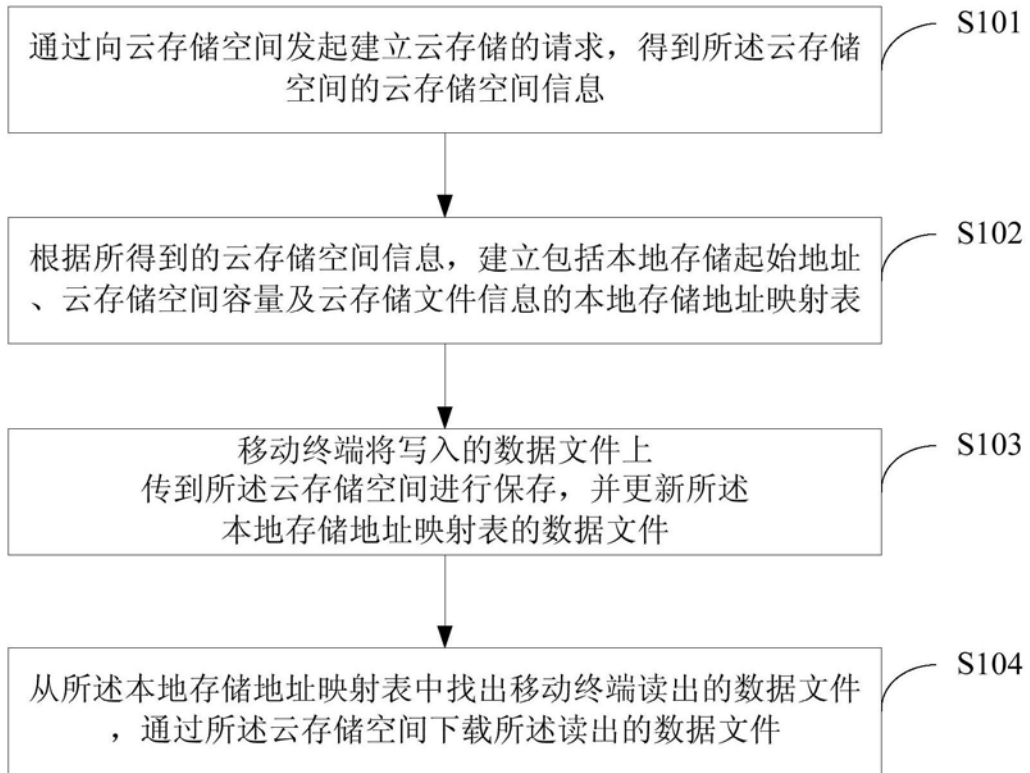 S101
通过向云存储空间发起建立云存储的请求，得到所述云存储
空间的云存储空间信息
S102
根据所得到的云存储空间信息，建立包括本地存储起始地址
、云存储空间容量及云存储文件信息的本地存储地址映射表
S103
移动终端将写入的数据文件上
传到所述云存储空间进行保存，并更新所述
本地存储地址映射表的数据文件
S104
从所述本地存储地址映射表中找出移动终端读出的数据文件
，通过所述云存储空间下载所述读出的数据文件